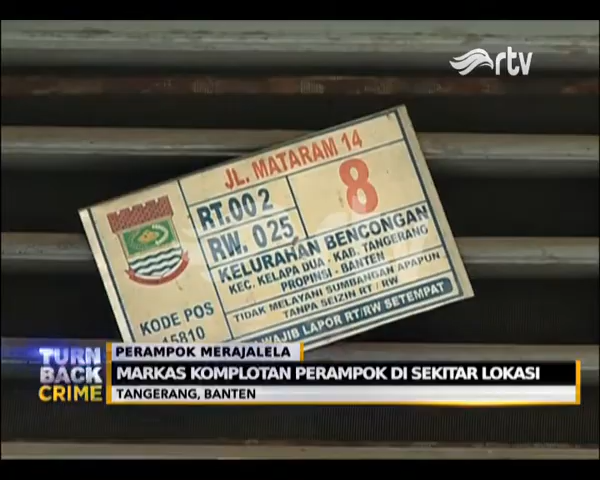 rtv
JL. MATARAM 14
RT. 002
8
RW. 025
KELURAHAN BENCONGAN
KEC. KELAPA DUA - KAB. TANGERANG
PROPINSI - BANTEN
KODE POS
15810
TIDAK MELAYANI SUMBANGAN APAPUN
TANPA SEIZIN RT / RW
WAJIB LAPOR RT/RW SETEMPAT
TURN
BACK
CRIME
PERAMPOK MERAJALELA
MARKAS KOMPLOTAN PERAMPOK DI SEKITAR LOKASI
TANGERANG, BANTEN